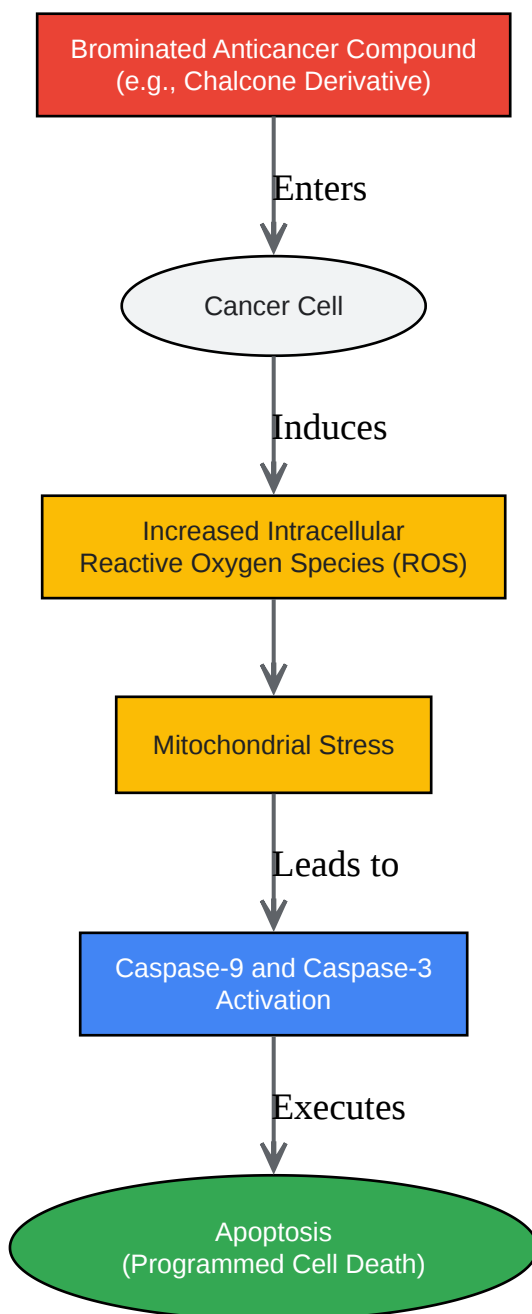 Brominated Anticancer Compound
(e.g., Chalcone Derivative)
Enters
Cancer Cell
Induces
Increased Intracellular
Reactive Oxygen Species (ROS)
Mitochondrial Stress
Leads to
Caspase-9 and Caspase-3
Activation
Executes
Apoptosis
(Programmed Cell Death)